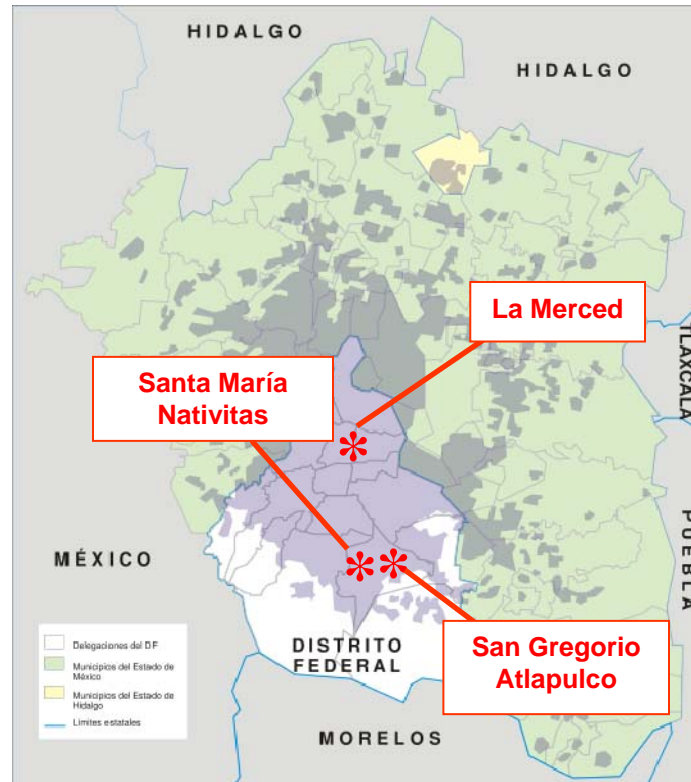 HIDALGO
HIDALGO
La Merced
TLAXCALA
Santa María
Nativitas
PUEBLA
MÉXICO
DISTRITO
FEDERAL
San Gregorio
Atlapulco
Delegaciones del DF
Municipios del Estado de
México
Municipios del Estado de
Hidalgo
Límites estatales
MORELOS